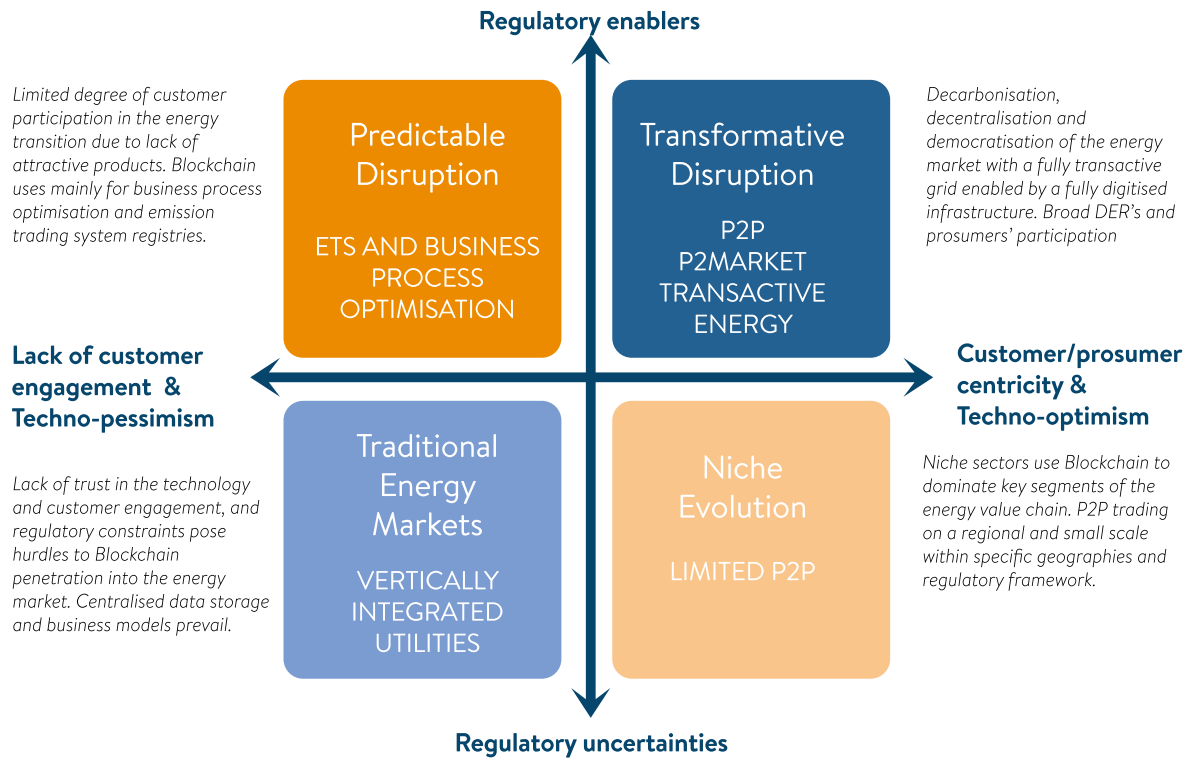 Regulatory enablers
Limited degree of customer
participation in the energy
transition due to lack of
attractive products. Blockchain
uses mainly for business process
optimisation and emission
trading system registries.
Predictable
Disruption
ETS AND BUSINESS
PROCESS
OPTIMISATION
Transformative
Disruption
P2P
P2MARKET
TRANSACTIVE
ENERGY
Decarbonisation,
decentralisation and
democratisation of the energy
market with a fully transactive
grid enabled by a fully digitised
infrastructure. Broad DER's and
prosumers' participation
Lack of customer
engagement &
Techno-pessimism
Customer/prosumer
centricity &
Techno-optimism
Lack of trust in the technology
and customer engagement, and
regulatory constraints pose
hurdles to Blockchain
penetration into the energy
market. Centralised data storage
and business models prevail.
Traditional
Energy
Markets
VERTICALLY
INTEGRATED
UTILITIES
Niche
Evolution
LIMITED P2P
Niche sectors use Blockchain to
dominate key segments of the
energy value chain. P2P trading
on a regional and small scale
within specific geographies and
regulatory framework.
Regulatory uncertainties